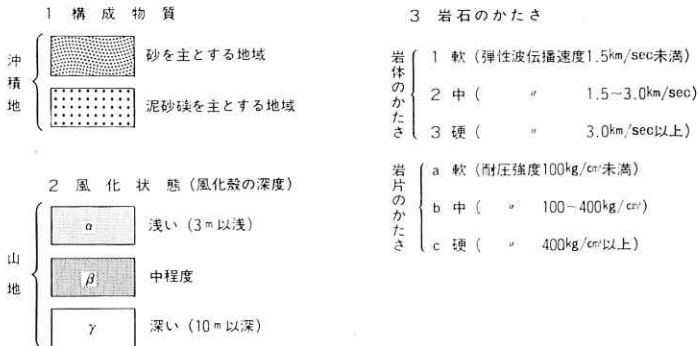 1 構成物質
沖積地
砂を主とする地域
泥砂礫を主とする地域
2 風化状態(風化殻の深度)
山地
α 浅い(3m以浅)
β 中程度
γ 深い(10m以深)
3 岩石のかたさ
岩体のかたさ
1 軟(弾性波伝播速度1.5km/sec未満)
2 中( 〃 1.5~3.0km/sec)
3 硬( 〃 3.0km/sec以上)
岩片のかたさ
a 軟(耐圧強度100kg/cm²未満)
b 中( 〃 100~400kg/cm²)
c 硬( 〃 400kg/cm²以上)